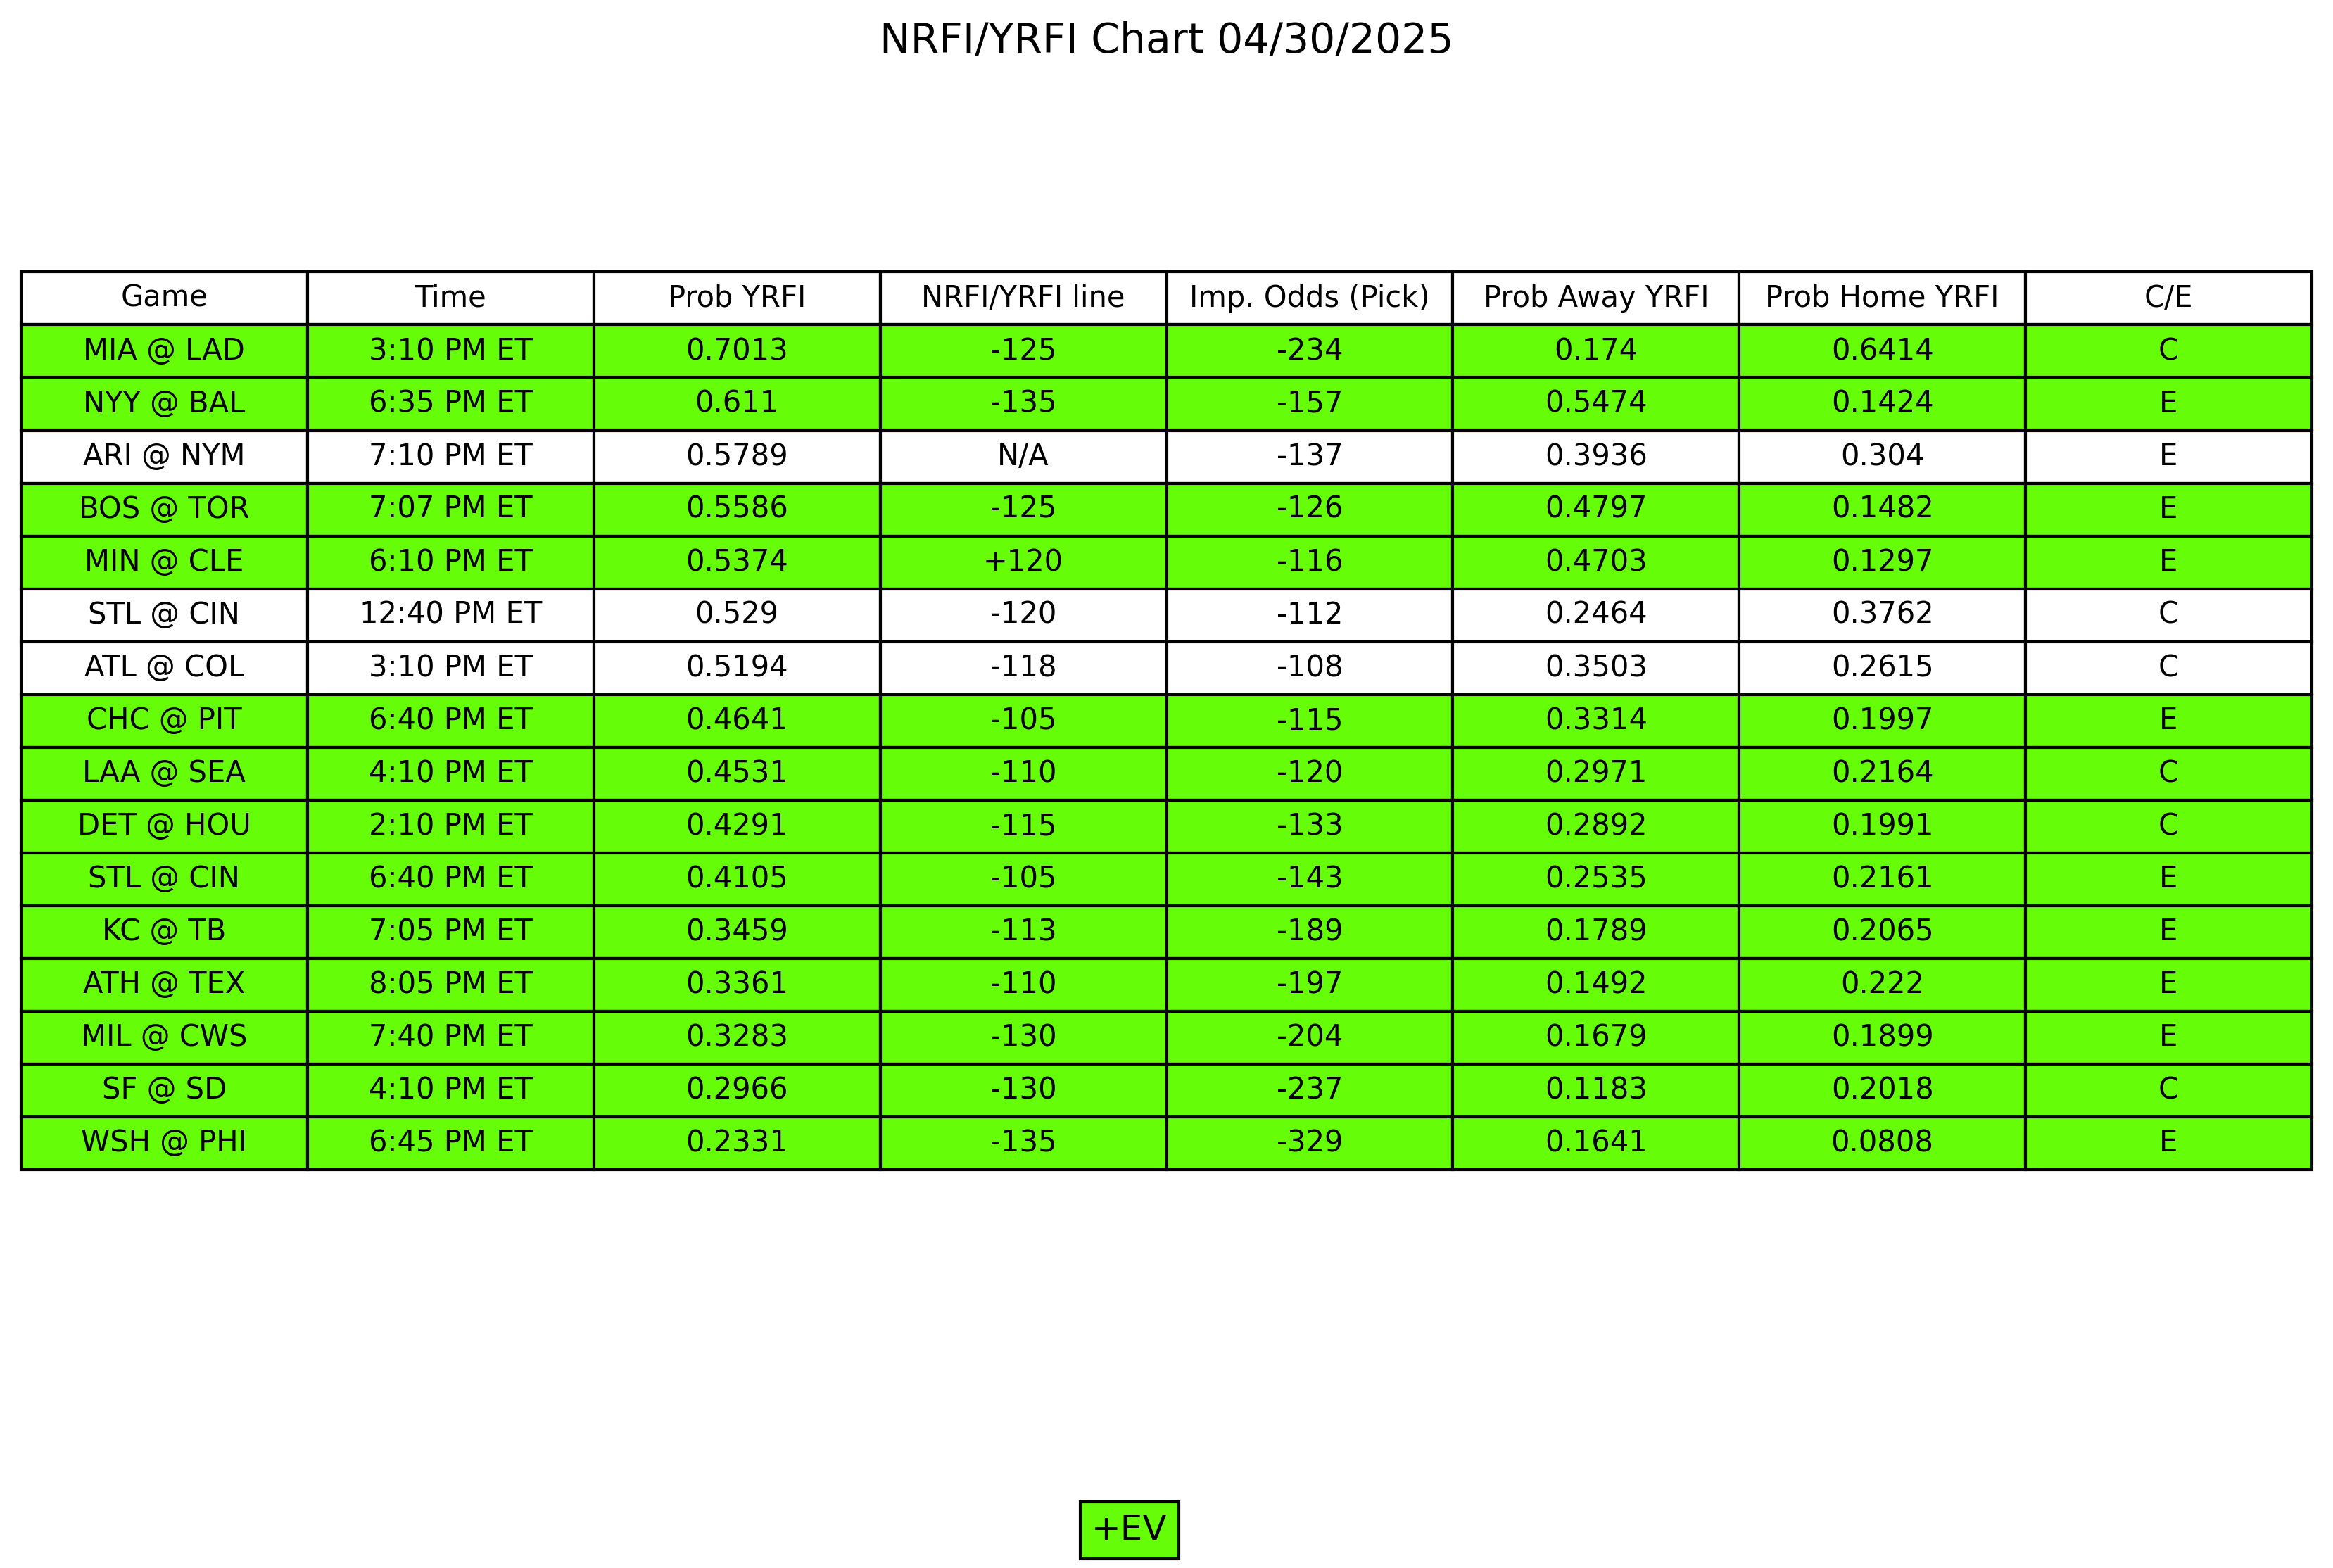 NRFI/YRFI Chart 04/30/2025
Game Time Prob YRFI NRFI/YRFI line Imp. Odds (Pick) Prob Away YRFI Prob Home YRFI C/E
MIA @ LAD 3:10 PM ET 0.7013 -125 -234 0.174 0.6414 C
NYY @ BAL 6:35 PM ET 0.611 -135 -157 0.5474 0.1424 E
ARI @ NYM 7:10 PM ET 0.5789 N/A -137 0.3936 0.304 E
BOS @ TOR 7:07 PM ET 0.5586 -125 -126 0.4797 0.1482 E
MIN @ CLE 6:10 PM ET 0.5374 +120 -116 0.4703 0.1297 E
STL @ CIN 12:40 PM ET 0.529 -120 -112 0.2464 0.3762 C
ATL @ COL 3:10 PM ET 0.5194 -118 -108 0.3503 0.2615 C
CHC @ PIT 6:40 PM ET 0.4641 -105 -115 0.3314 0.1997 E
LAA @ SEA 4:10 PM ET 0.4531 -110 -120 0.2971 0.2164 C
DET @ HOU 2:10 PM ET 0.4291 -115 -133 0.2892 0.1991 C
STL @ CIN 6:40 PM ET 0.4105 -105 -143 0.2535 0.2161 E
KC @ TB 7:05 PM ET 0.3459 -113 -189 0.1789 0.2065 E
ATH @ TEX 8:05 PM ET 0.3361 -110 -197 0.1492 0.222 E
MIL @ CWS 7:40 PM ET 0.3283 -130 -204 0.1679 0.1899 E
SF @ SD 4:10 PM ET 0.2966 -130 -237 0.1183 0.2018 C
WSH @ PHI 6:45 PM ET 0.2331 -135 -329 0.1641 0.0808 E
+EV